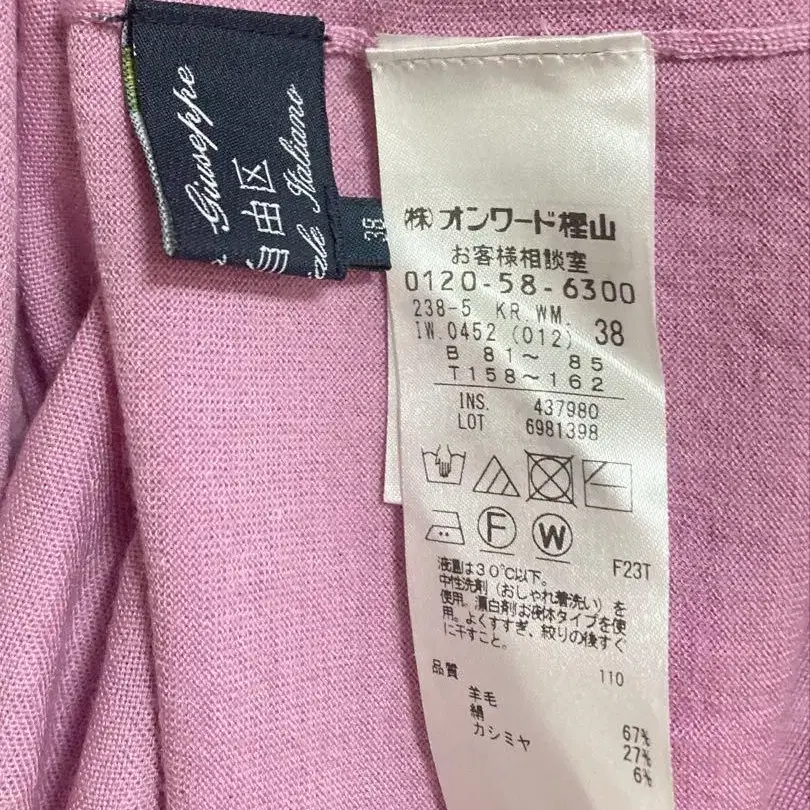 Giuseppe
自由区
Italiano
38
(株)オンワード樫山
お客様相談室
0120-58-6300
238-5 KR.WM.
IW.0452 (012) 38
B 81～ 85
T158～162
INS. 437980
LOT 6981398
F W
F23T
液温は30℃以下。
中性洗剤（おしゃれ着洗い）を
使用。漂白剤は液体タイプを使
用。よくすすぎ、絞りの後すぐ
に干すこと。
品質 110
羊毛 67%
絹 27%
カシミヤ 6%